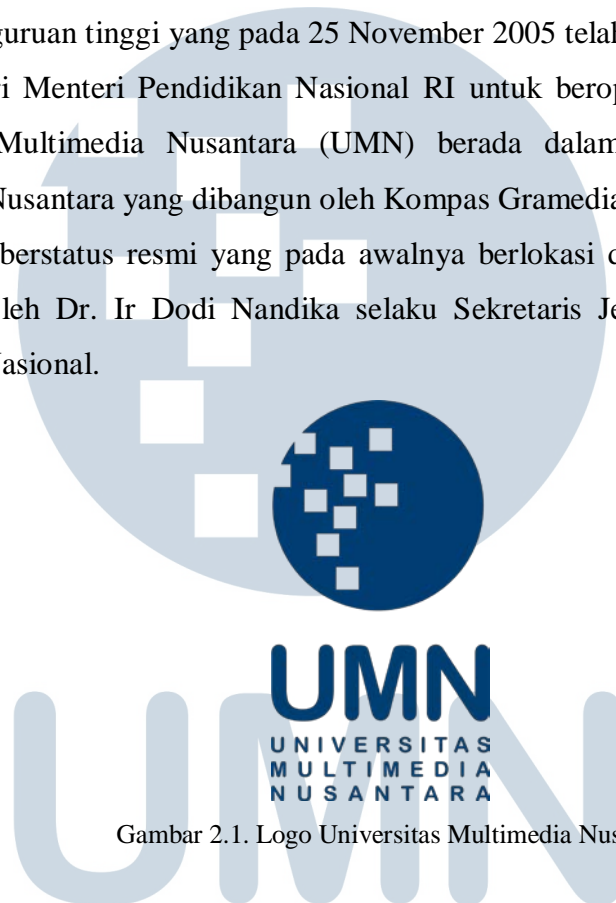 guruan tinggi yang pada 25 November 2005 telah
ri Menteri Pendidikan Nasional RI untuk berop
Multimedia Nusantara (UMN) berada dalam
Nusantara yang dibangun oleh Kompas Gramedia
berstatus resmi yang pada awalnya berlokasi d
leh Dr. Ir Dodi Nandika selaku Sekretaris Je
Nasional.
UMN
UNIVERSITAS
MULTIMEDIA
NUSANTARA
Gambar 2.1. Logo Universitas Multimedia Nus
UMN